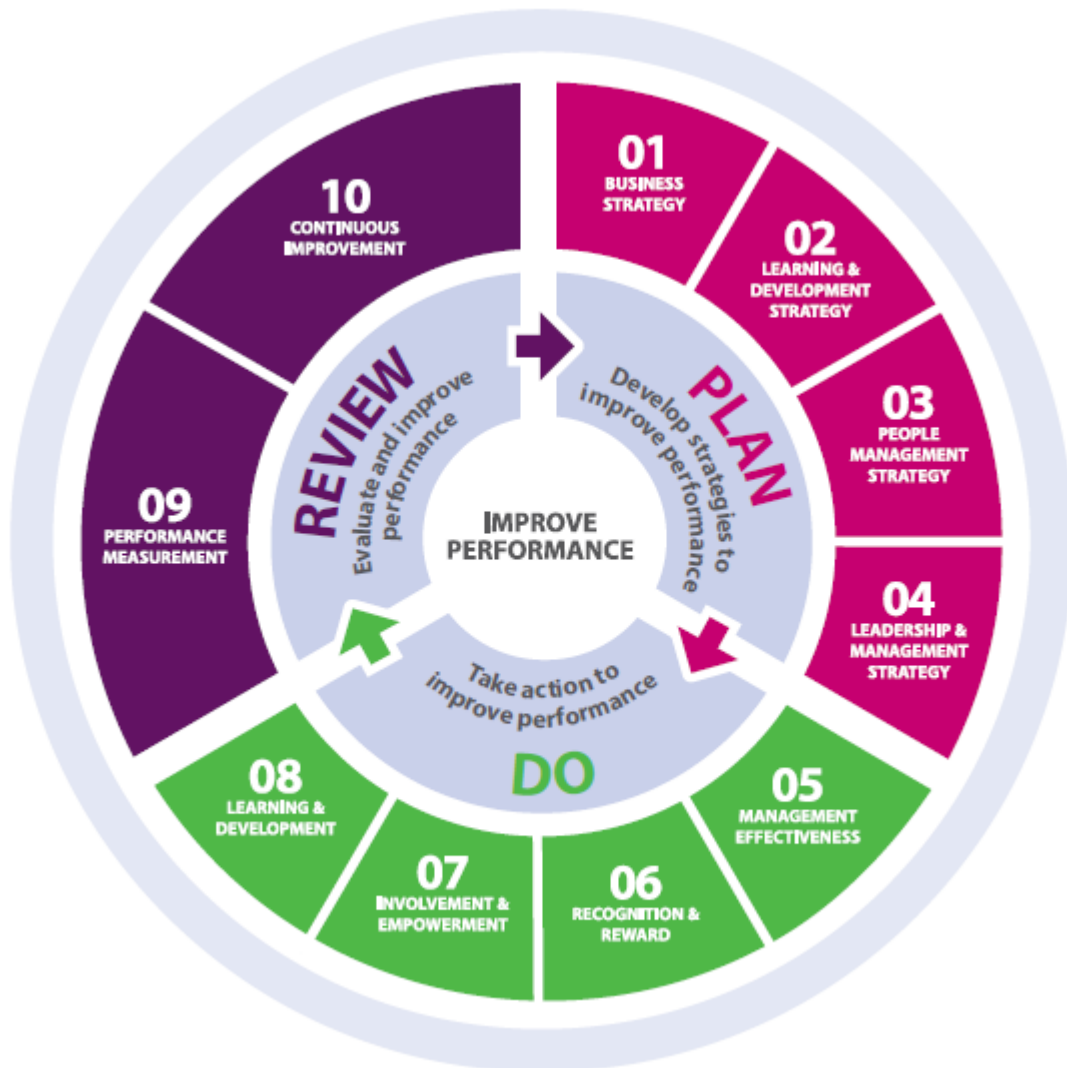 01
BUSINESS
STRATEGY
02
LEARNING &
DEVELOPMENT
STRATEGY
03
PEOPLE
MANAGEMENT
STRATEGY
04
LEADERSHIP &
MANAGEMENT
STRATEGY
05
MANAGEMENT
EFFECTIVENESS
06
RECOGNITION &
REWARD
07
INVOLVEMENT &
EMPOWERMENT
08
LEARNING &
DEVELOPMENT
09
PERFORMANCE
MEASUREMENT
10
CONTINUOUS
IMPROVEMENT
PLAN
Develop strategies to
improve performance
DO
Take action to
improve performance
REVIEW
Evaluate and improve
performance
IMPROVE
PERFORMANCE